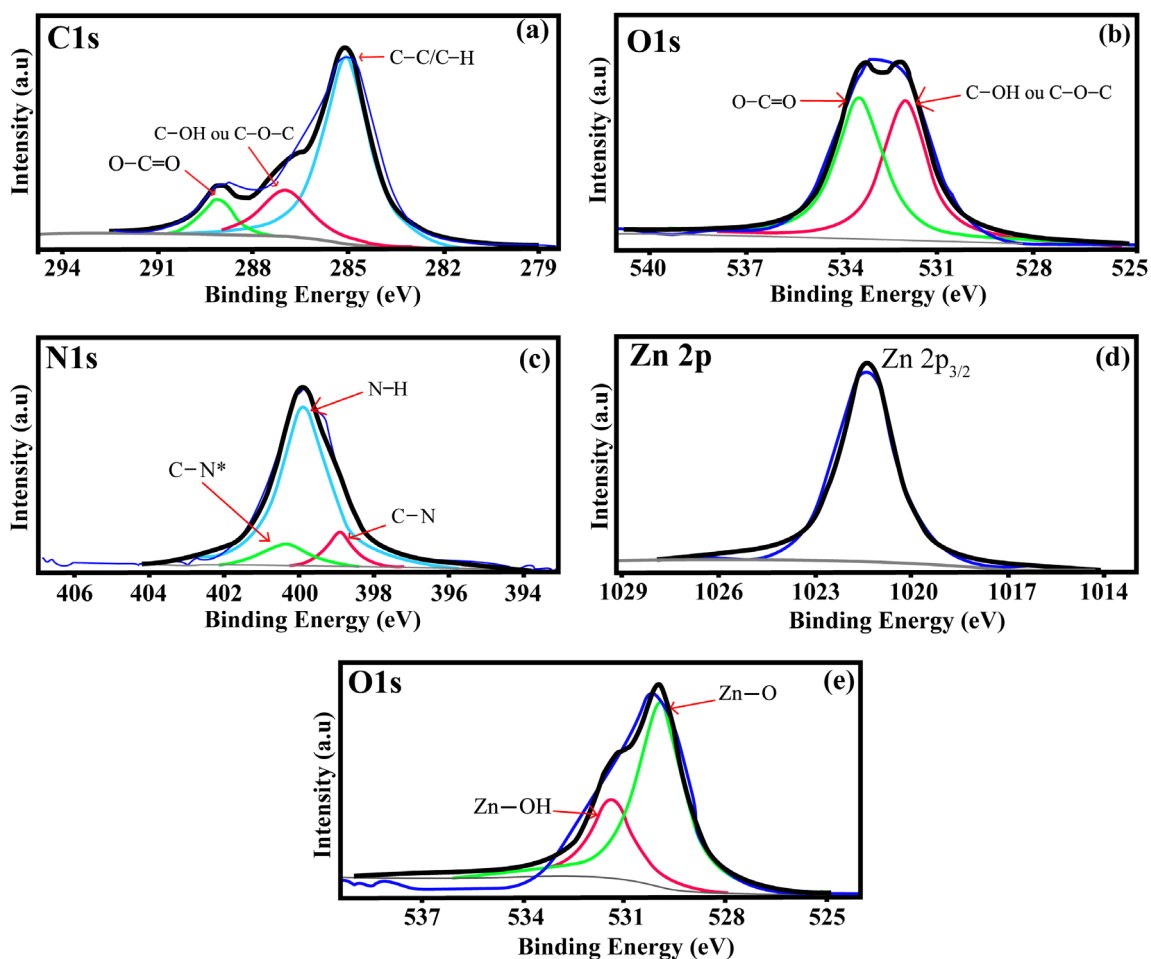 C1s
(a)
C−C/C−H
C−OH ou C−O−C
O−C=O
Intensity (a.u)
294 291 288 285 282 279
Binding Energy (eV)
O1s
(b)
O−C=O
C−OH ou C−O−C
Intensity (a.u)
540 537 534 531 528 525
Binding Energy (eV)
N1s
(c)
N−H
C−N*
C−N
Intensity (a.u)
406 404 402 400 398 396 394
Binding Energy (eV)
Zn 2p
(d)
Zn 2p3/2
Intensity (a.u)
1029 1026 1023 1020 1017 1014
Binding Energy (eV)
O1s
(e)
Zn−O
Zn−OH
Intensity (a.u)
537 534 531 528 525
Binding Energy (eV)